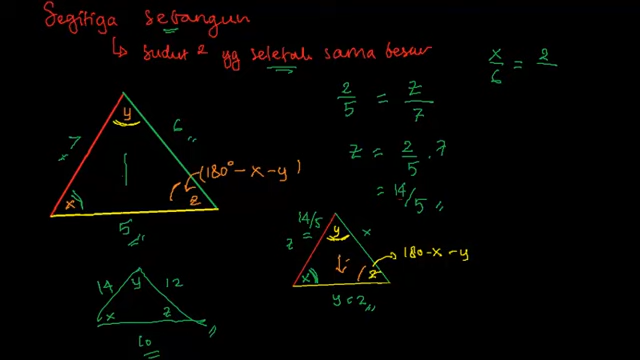 Segitiga sebangun
↳ sudut 2 yg seletak sama besar
x/6 = 2
2/5 = z/7
z = 2/5 . 7
= 14/5
y
7
6
(180° - x - y)
x
z
5
14/5
z =
y
x
x
z
180 - x - y
y = 2
14
y
12
x
z
10